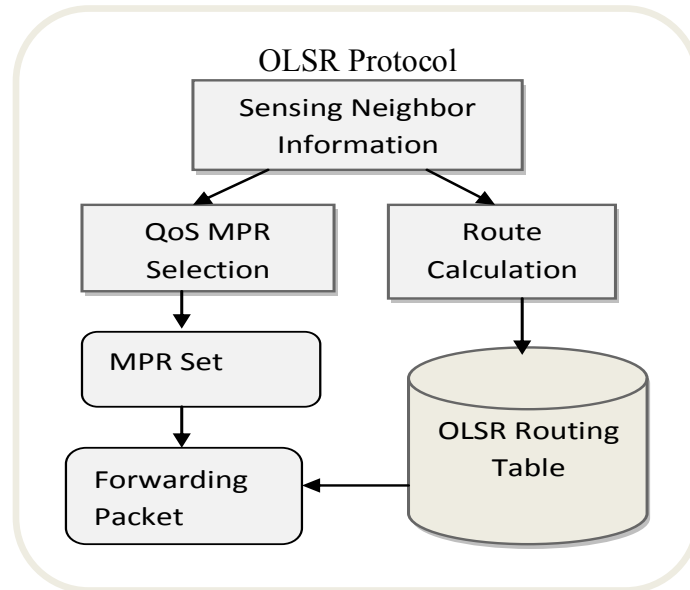 OLSR Protocol
Sensing Neighbor
Information
QoS MPR
Selection
Route
Calculation
MPR Set
OLSR Routing
Table
Forwarding
Packet